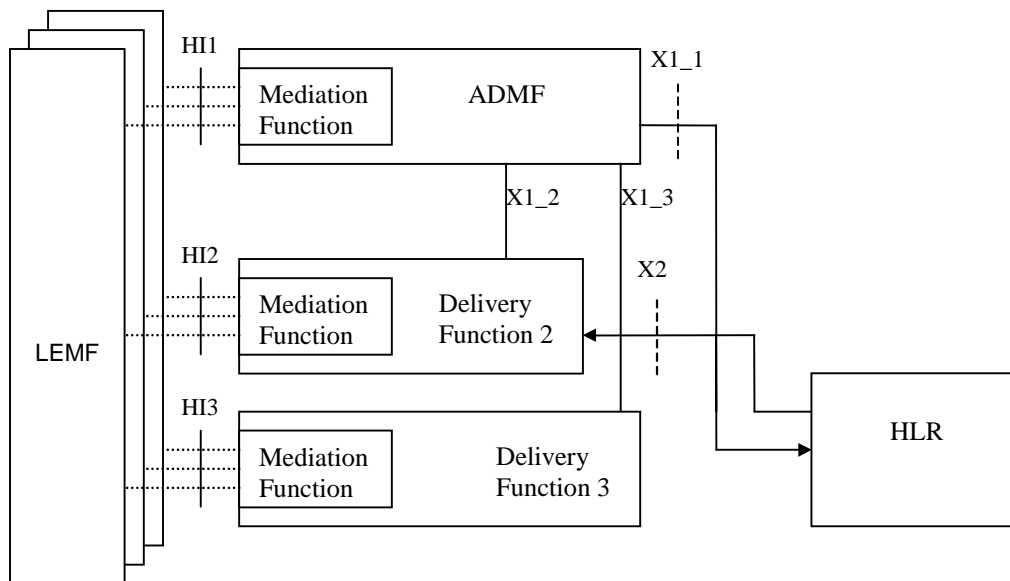 HI1
X1_1
Mediation
Function
ADMF
X1_2
X1_3
HI2
X2
Mediation
Function
Delivery
Function 2
LEMF
HI3
HLR
Mediation
Function
Delivery
Function 3